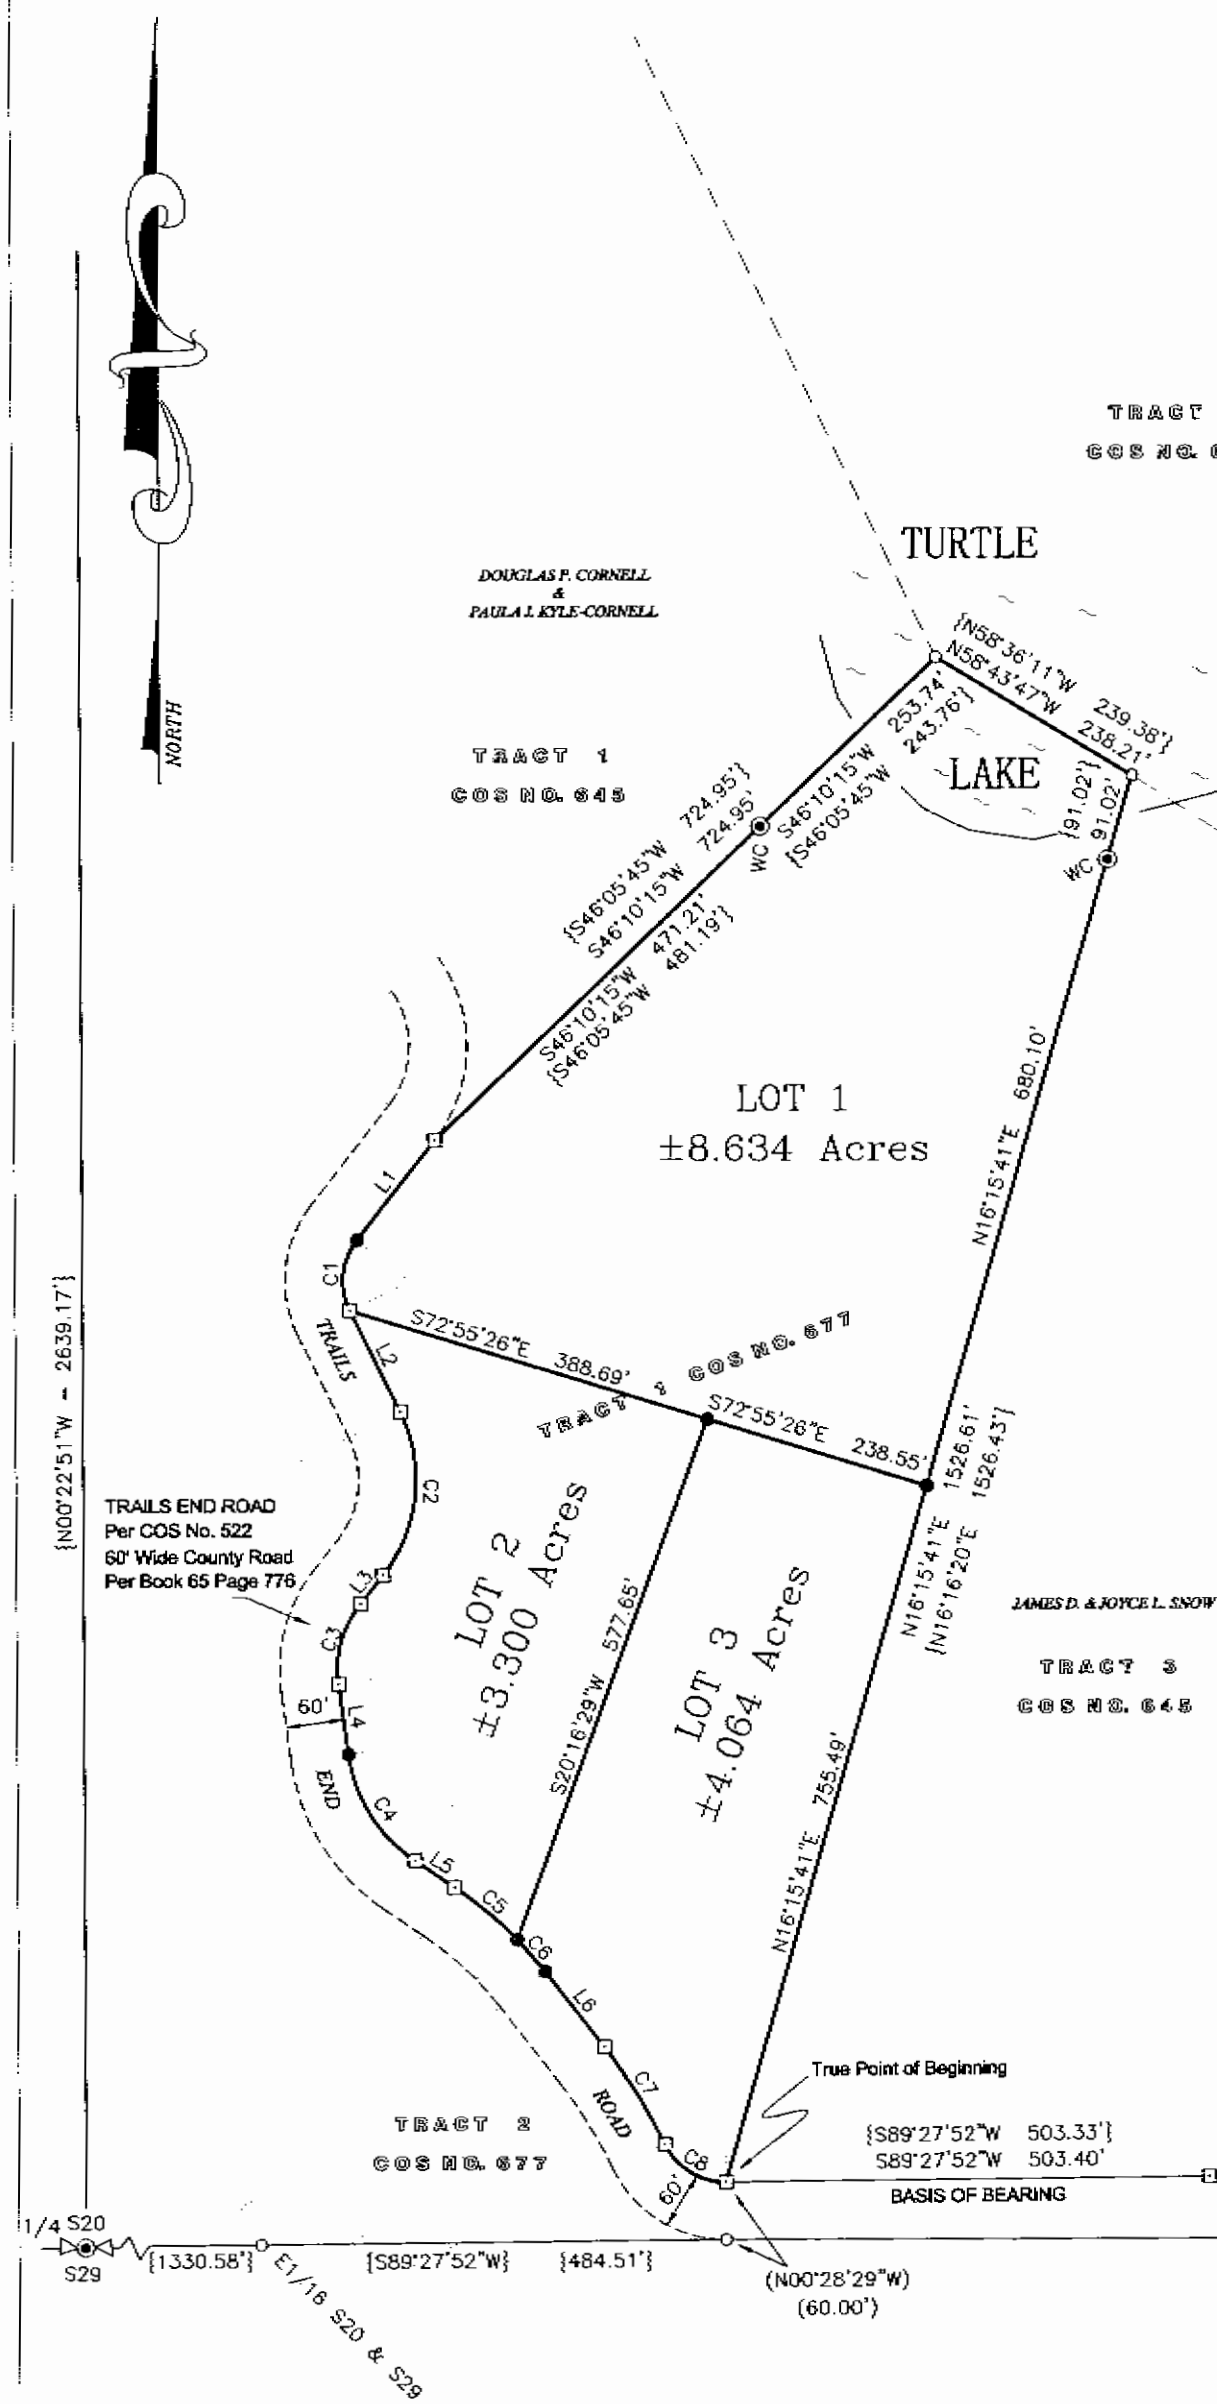 NORTH
TRACT
COS NO.
TURTLE
LAKE
DOUGLAS P. CORNELL
&
PAULA J. KYLE-CORNELL
TRACT 1
COS NO. 645
{N58°36'11"W 239.38'}
N58°43'47"W 238.21'
{91.02'}
91.02'
WC
S46°10'15"W 253.74'
{S46°05'45"W 243.76'}
WC
{S46°05'45"W 724.95'}
S46°10'15"W 724.95'
S46°10'15"W 471.21'
{S46°05'45"W 481.19'}
LOT 1
±8.634 Acres
N16°15'41"E 680.10'
L1
C1
S72°55'26"E 388.69'
TRACT 1 COS NO. 677
S72°55'26"E 238.55'
1526.61'
1526.43'}
N16°15'41"E
{N16°16'20"E
TRAILS
L2
C2
{N00°22'51"W - 2639.17'}
TRAILS END ROAD
Per COS No. 522
60' Wide County Road
Per Book 65 Page 776
L3
C3
60'
L4
END
C4
L5
C5
LOT 2
±3.300 Acres
S20°16'29"W 577.65'
LOT 3
±4.064 Acres
N16°15'41"E 755.49'
JAMES D. & JOYCE L. SNOW
TRACT 3
COS NO. 645
C6
L6
C7
ROAD
C8
60'
True Point of Beginning
{S89°27'52"W 503.33'}
S89°27'52"W 503.40'
BASIS OF BEARING
TRACT 2
COS NO. 677
1/4 S20
S29
{1330.58'}
E1/16 S20 & S29
{S89°27'52"W} {484.51'}
(N00°28'29"W)
(60.00')